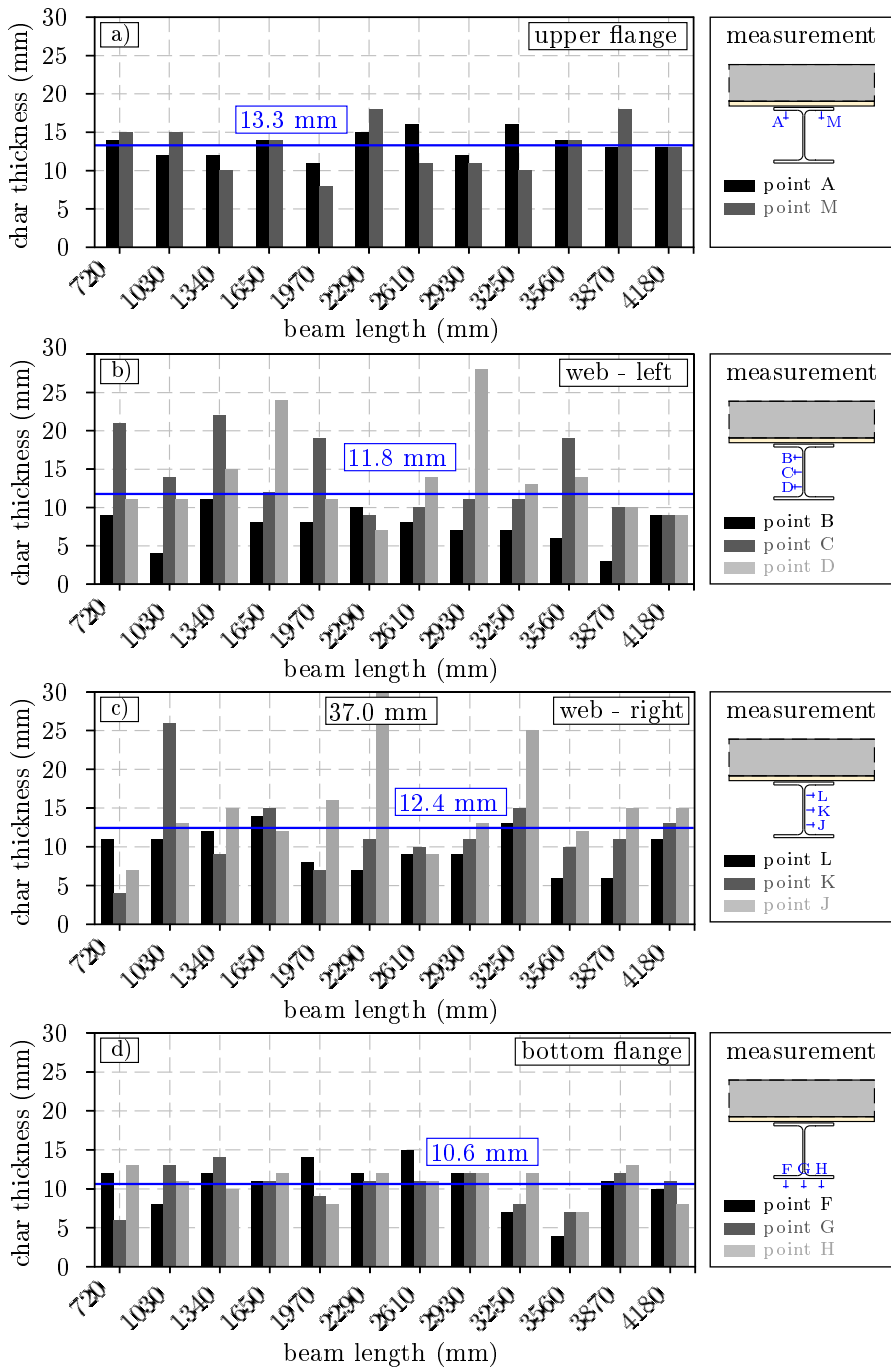 a)
upper flange
13.3 mm
char thickness (mm)
30
25
20
15
10
5
0
720
1030
1340
1650
1970
2290
2610
2930
3250
3560
3870
4180
beam length (mm)
measurement
A
M
point A
point M
b)
web - left
11.8 mm
char thickness (mm)
30
25
20
15
10
5
0
720
1030
1340
1650
1970
2290
2610
2930
3250
3560
3870
4180
beam length (mm)
measurement
B
C
D
point B
point C
point D
c)
37.0 mm
web - right
12.4 mm
char thickness (mm)
30
25
20
15
10
5
0
720
1030
1340
1650
1970
2290
2610
2930
3250
3560
3870
4180
beam length (mm)
measurement
L
K
J
point L
point K
point J
d)
bottom flange
10.6 mm
char thickness (mm)
30
25
20
15
10
5
0
720
1030
1340
1650
1970
2290
2610
2930
3250
3560
3870
4180
beam length (mm)
measurement
F G H
point F
point G
point H